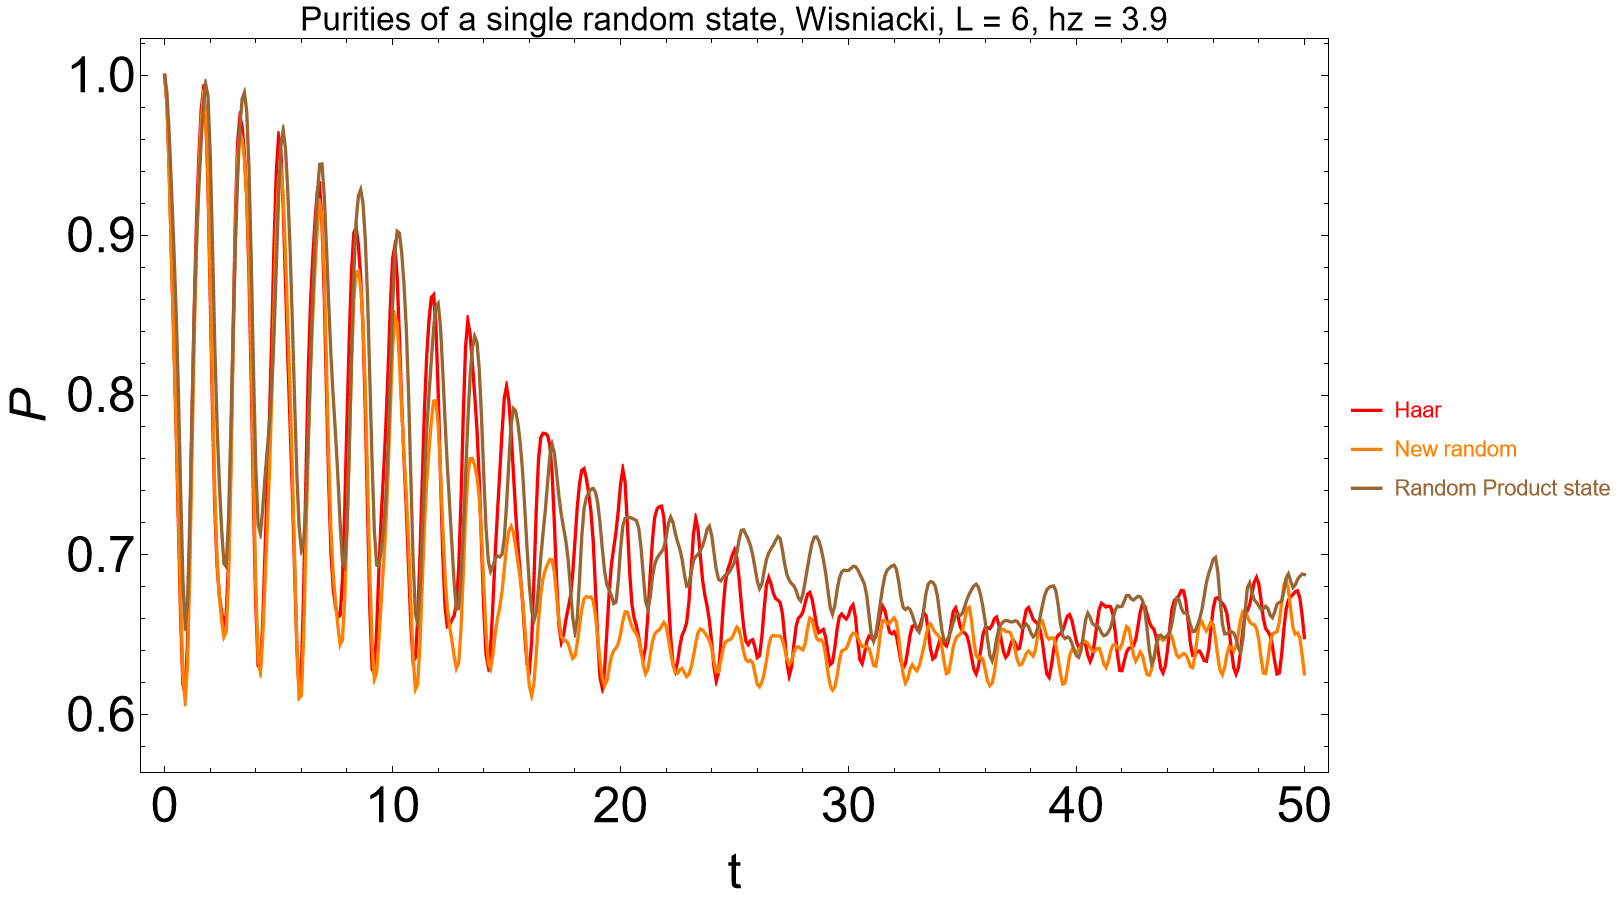 Purities of a single random state, Wisniacki, L = 6, hz = 3.9
1.0
0.9
0.8
0.7
0.6
P
0 10 20 30 40 50
t
Haar
New random
Random Product state